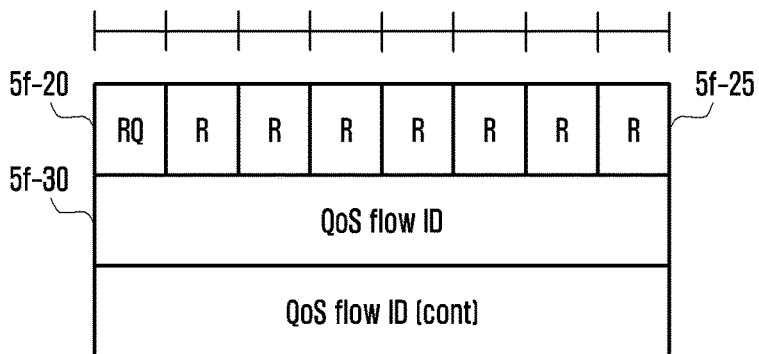 5f-20
5f-25
RQ R R R R R R R
5f-30
QoS flow ID
QoS flow ID (cont)